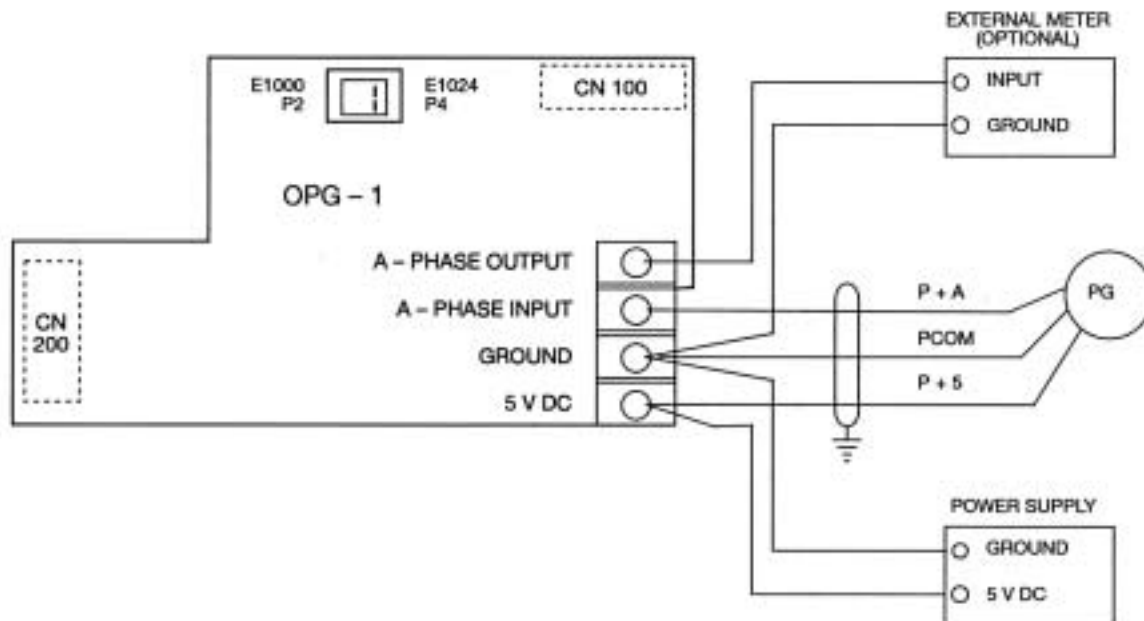 EXTERNAL METER
(OPTIONAL)
E1000
P2
E1024
P4
CN 100
INPUT
GROUND
OPG – 1
A – PHASE OUTPUT
A – PHASE INPUT
GROUND
5 V DC
CN
200
P + A
PCOM
P + 5
PG
POWER SUPPLY
GROUND
5 V DC